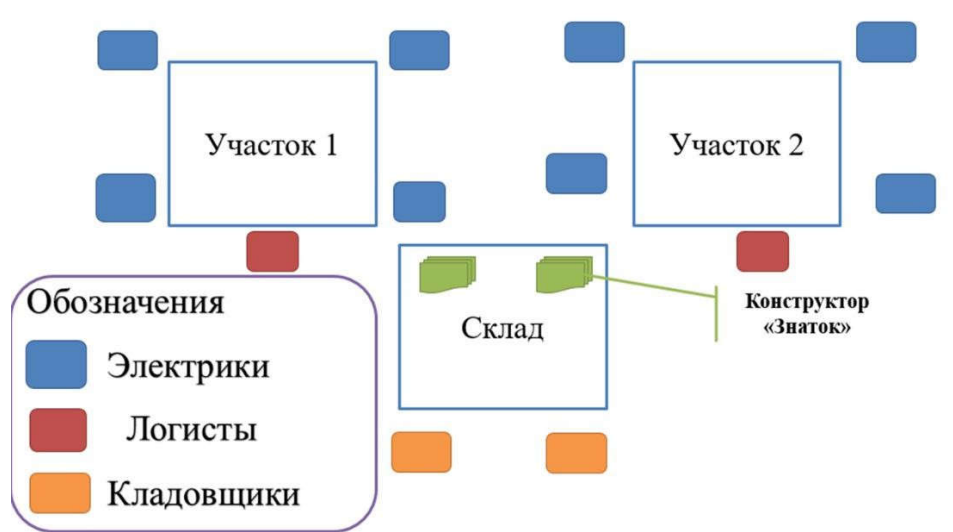 Участок 1
Участок 2
Склад
Конструктор
«Знаток»
Обозначения
Электрики
Логисты
Кладовщики